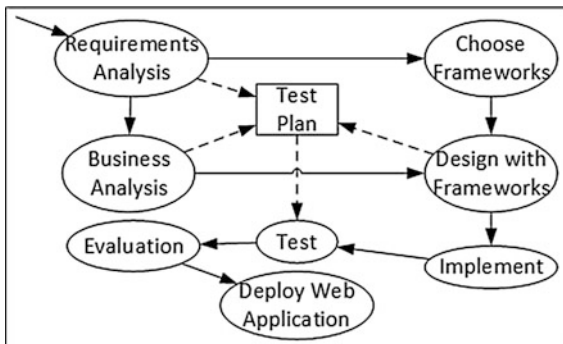 Requirements
Analysis
Choose
Frameworks
Test
Plan
Business
Analysis
Design with
Frameworks
Evaluation
Test
Implement
Deploy Web
Application